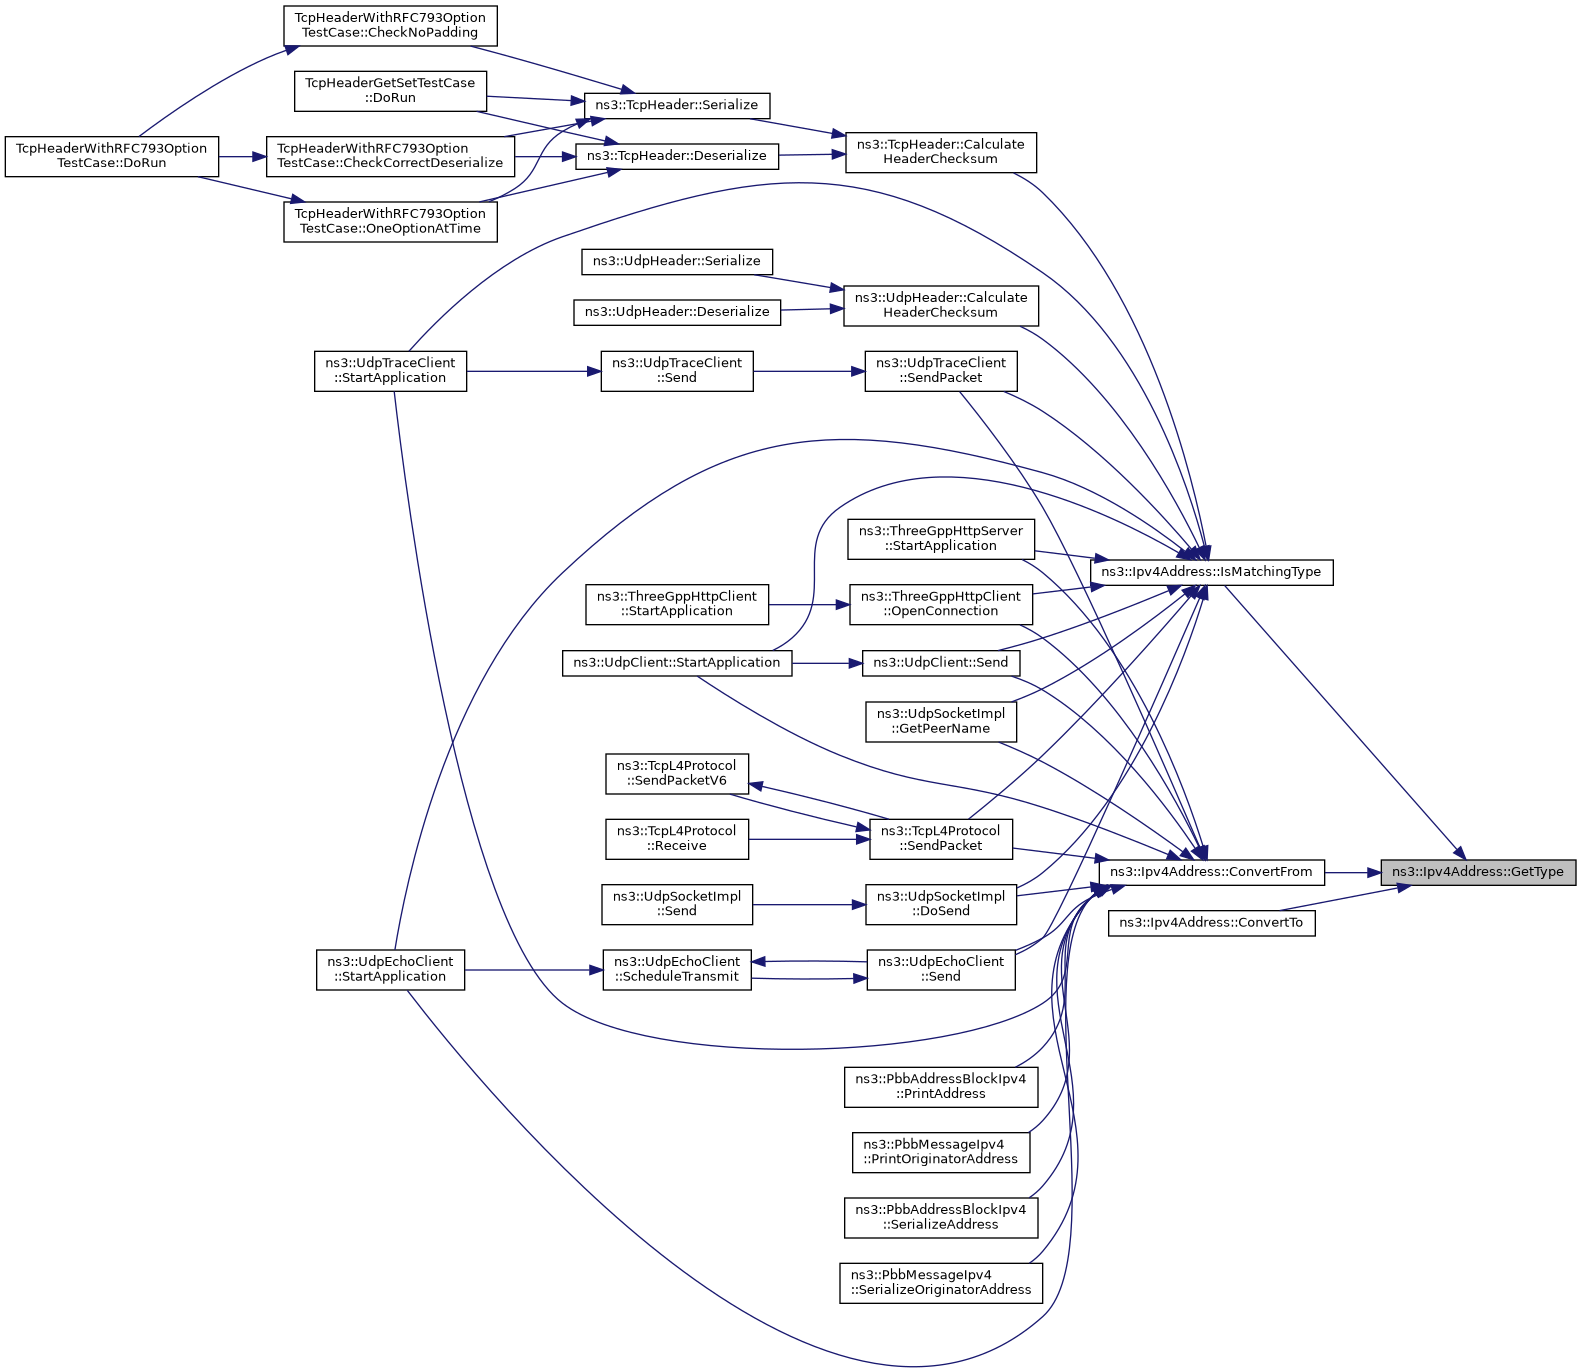 TcpHeaderWithRFC793Option
TestCase::CheckNoPadding
TcpHeaderGetSetTestCase
::DoRun
ns3::TcpHeader::Serialize
TcpHeaderWithRFC793Option
TestCase::DoRun
TcpHeaderWithRFC793Option
TestCase::CheckCorrectDeserialize
ns3::TcpHeader::Deserialize
ns3::TcpHeader::Calculate
HeaderChecksum
TcpHeaderWithRFC793Option
TestCase::OneOptionAtTime
ns3::UdpHeader::Serialize
ns3::UdpHeader::Deserialize
ns3::UdpHeader::Calculate
HeaderChecksum
ns3::UdpTraceClient
::StartApplication
ns3::UdpTraceClient
::Send
ns3::UdpTraceClient
::SendPacket
ns3::ThreeGppHttpServer
::StartApplication
ns3::Ipv4Address::IsMatchingType
ns3::ThreeGppHttpClient
::StartApplication
ns3::ThreeGppHttpClient
::OpenConnection
ns3::UdpClient::StartApplication
ns3::UdpClient::Send
ns3::UdpSocketImpl
::GetPeerName
ns3::TcpL4Protocol
::SendPacketV6
ns3::TcpL4Protocol
::Receive
ns3::TcpL4Protocol
::SendPacket
ns3::Ipv4Address::ConvertFrom
ns3::Ipv4Address::GetType
ns3::UdpSocketImpl
::Send
ns3::UdpSocketImpl
::DoSend
ns3::Ipv4Address::ConvertTo
ns3::UdpEchoClient
::StartApplication
ns3::UdpEchoClient
::ScheduleTransmit
ns3::UdpEchoClient
::Send
ns3::PbbAddressBlockIpv4
::PrintAddress
ns3::PbbMessageIpv4
::PrintOriginatorAddress
ns3::PbbAddressBlockIpv4
::SerializeAddress
ns3::PbbMessageIpv4
::SerializeOriginatorAddress